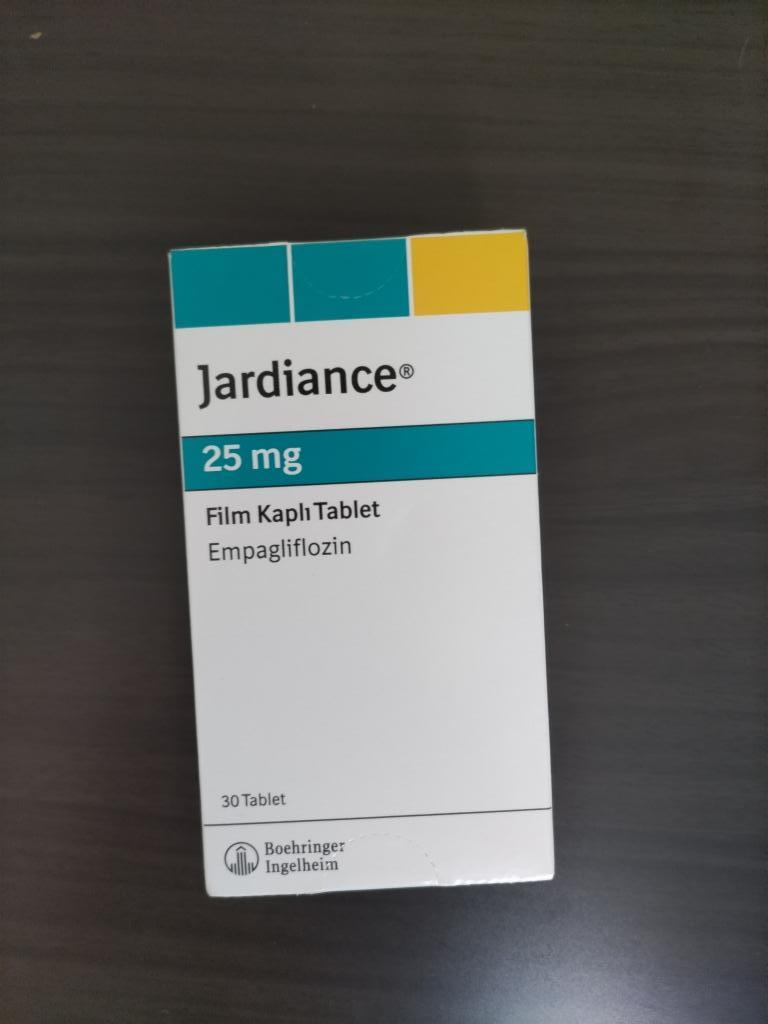 Jardiance®
25 mg
Film Kaplı Tablet
Empagliflozin
30 Tablet
Boehringer
Ingelheim